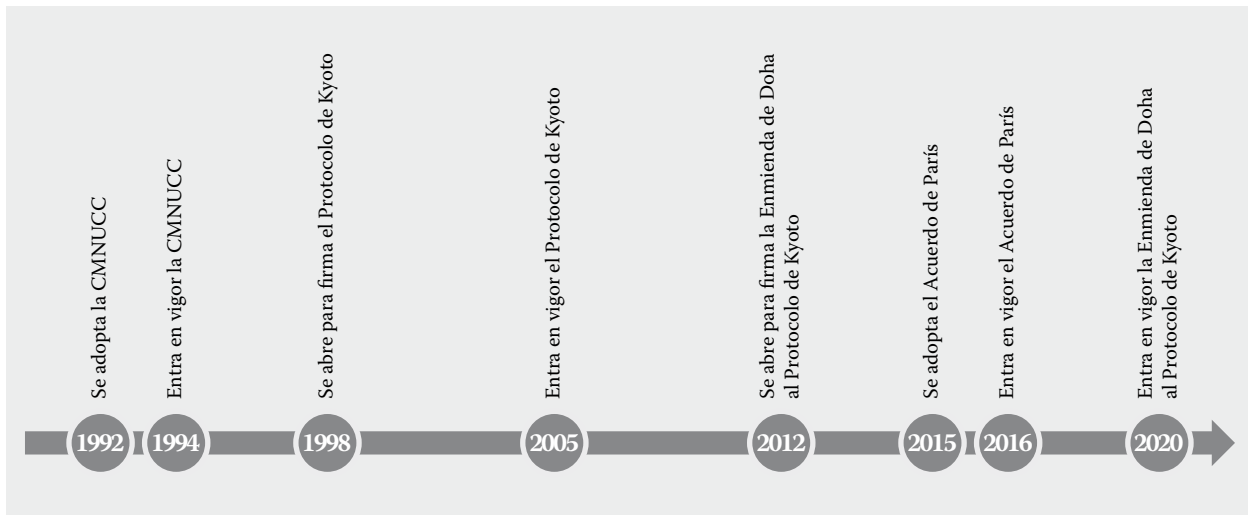 Se adopta la CMNUCC
Entra en vigor la CMNUCC
Se abre para firma el Protocolo de Kyoto
Entra en vigor el Protocolo de Kyoto
Se abre para firma la Enmienda de Doha
al Protocolo de Kyoto
Se adopta el Acuerdo de París
Entra en vigor el Acuerdo de París
Entra en vigor la Enmienda de Doha
al Protocolo de Kyoto
1992
1994
1998
2005
2012
2015
2016
2020